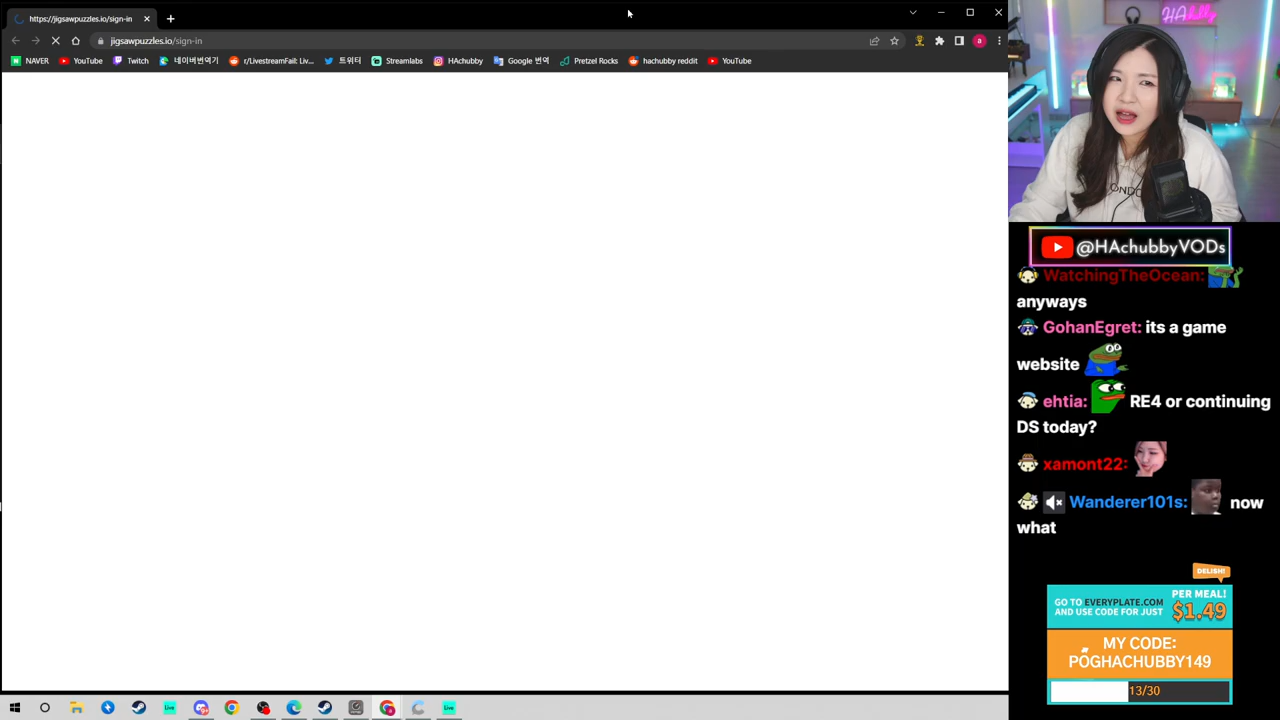 https://jigsawpuzzles.io/sign-in
jigsawpuzzles.io/sign-in
a
NAVER
YouTube
Twitch
네이버번역기
r/LivestreamFail: Liv...
트위터
Streamlabs
HAchubby
Google 번역
Pretzel Rocks
hachubby reddit
YouTube
@HAchubbyVODs
WatchingTheOcean:
anyways
GohanEgret: its a game
website
ehtia: RE4 or continuing
DS today?
xamont22:
Wanderer101s: now
what
DELISH!
GO TO EVERYPLATE.COM
AND USE CODE FOR JUST
PER MEAL!
$1.49
MY CODE:
POGHACHUBBY149
13/30
Live
Live